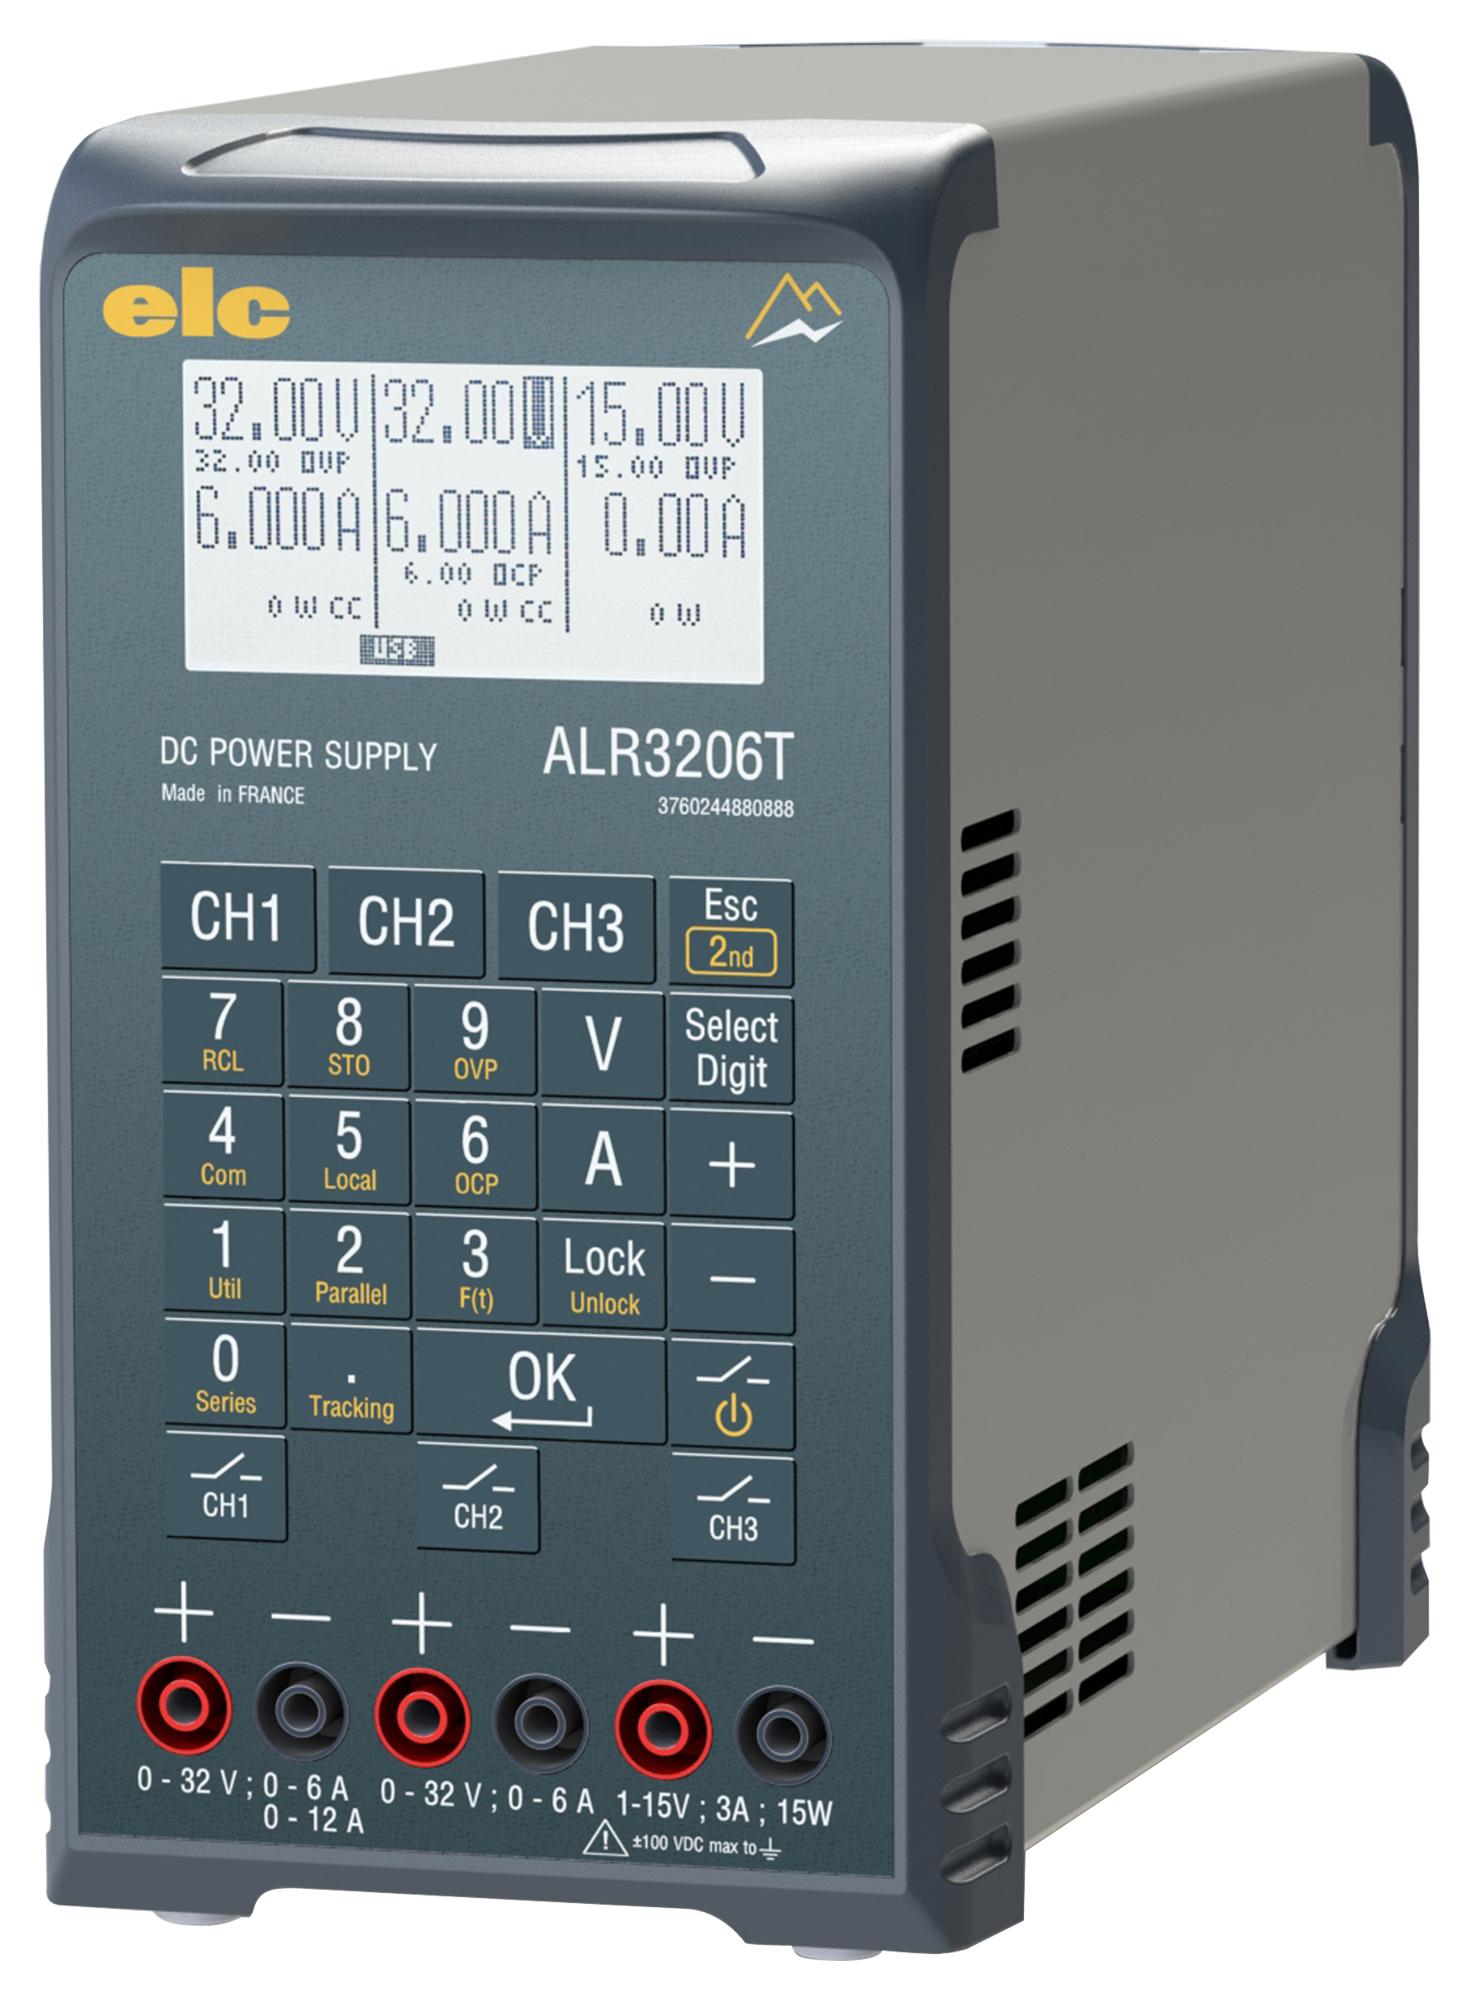 elc
32.00V 32.00V 15.00V
32.00 OVP 15.00 OVP
6.000A 6.000A 0.00A
6.00 OCP
0 W CC 0 W CC 0 W
USB
DC POWER SUPPLY ALR3206T
Made in FRANCE 3760244880888
CH1 CH2 CH3 Esc
2nd
7 8 9 V Select
RCL STO OVP Digit
4 5 6 A +
Com Local OCP
1 2 3 Lock −
Util Parallel F(t) Unlock
0 . OK
Series Tracking
CH1 CH2 CH3
+ − + − + −
0 - 32 V ; 0 - 6 A 0 - 32 V ; 0 - 6 A 1-15V ; 3A ; 15W
0 - 12 A
±100 VDC max to